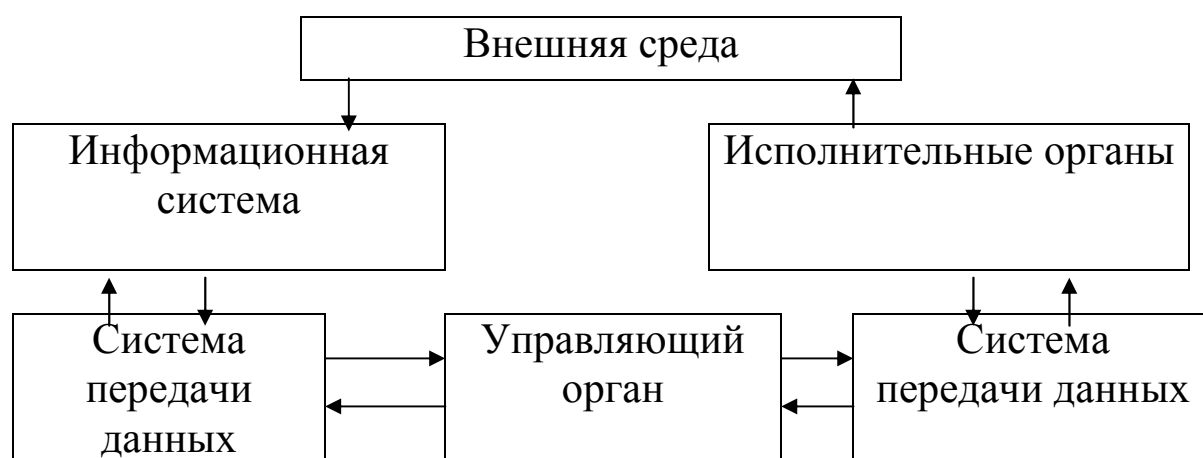 Внешняя среда
Информационная
система
Исполнительные органы
Система
передачи
данных
Управляющий
орган
Система
передачи данных